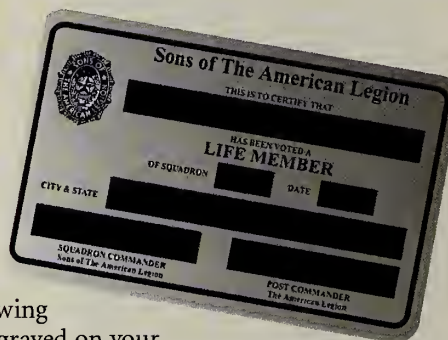 Sons of The American Legion
THIS IS TO CERTIFY THAT
HAS BEEN VOTED A
LIFE MEMBER
OF SQUADRON DATE
CITY & STATE
SQUADRON COMMANDER
Sons of The American Legion
POST COMMANDER
The American Legion
wing
graved on your